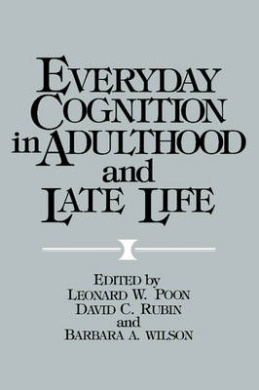 EVERYDAY
COGNITION
in ADULTHOOD
and
LATE LIFE
EDITED by
LEONARD W. POON
DAVID C. RUBIN
and
BARBARA A. WILSON